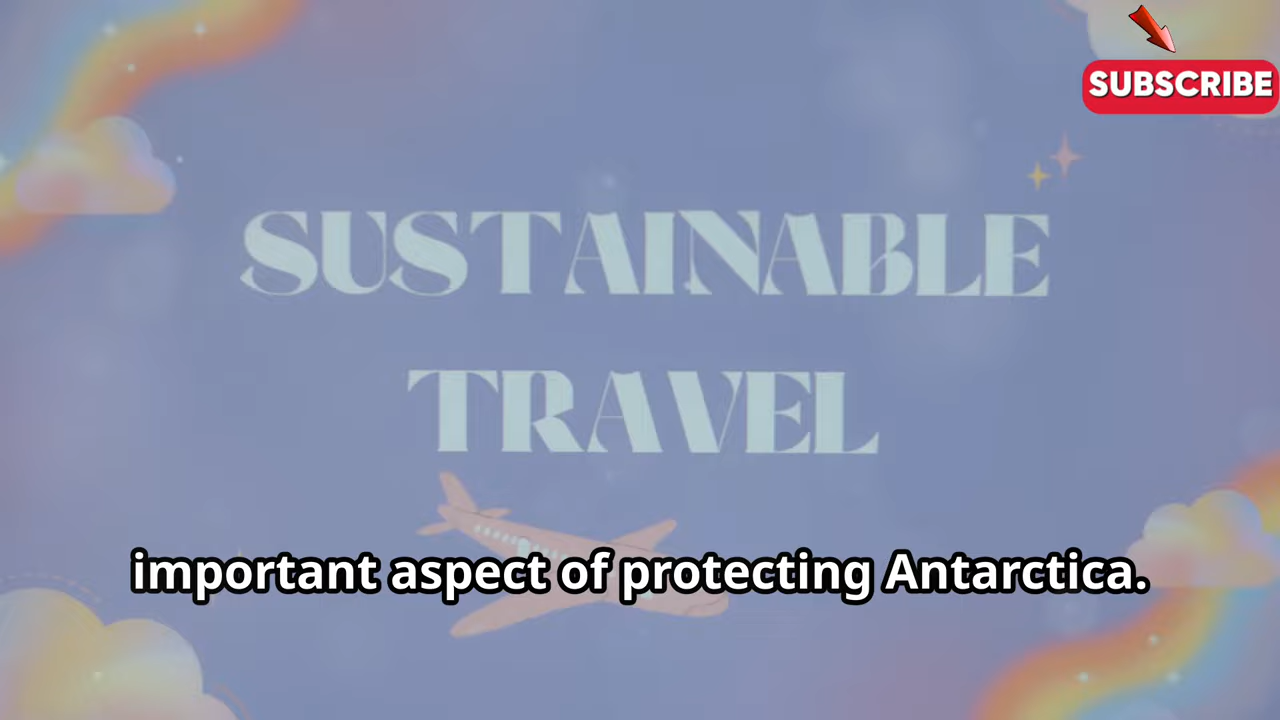 SUBSCRIBE
SUSTAINABLE
TRAVEL
important aspect of protecting Antarctica.